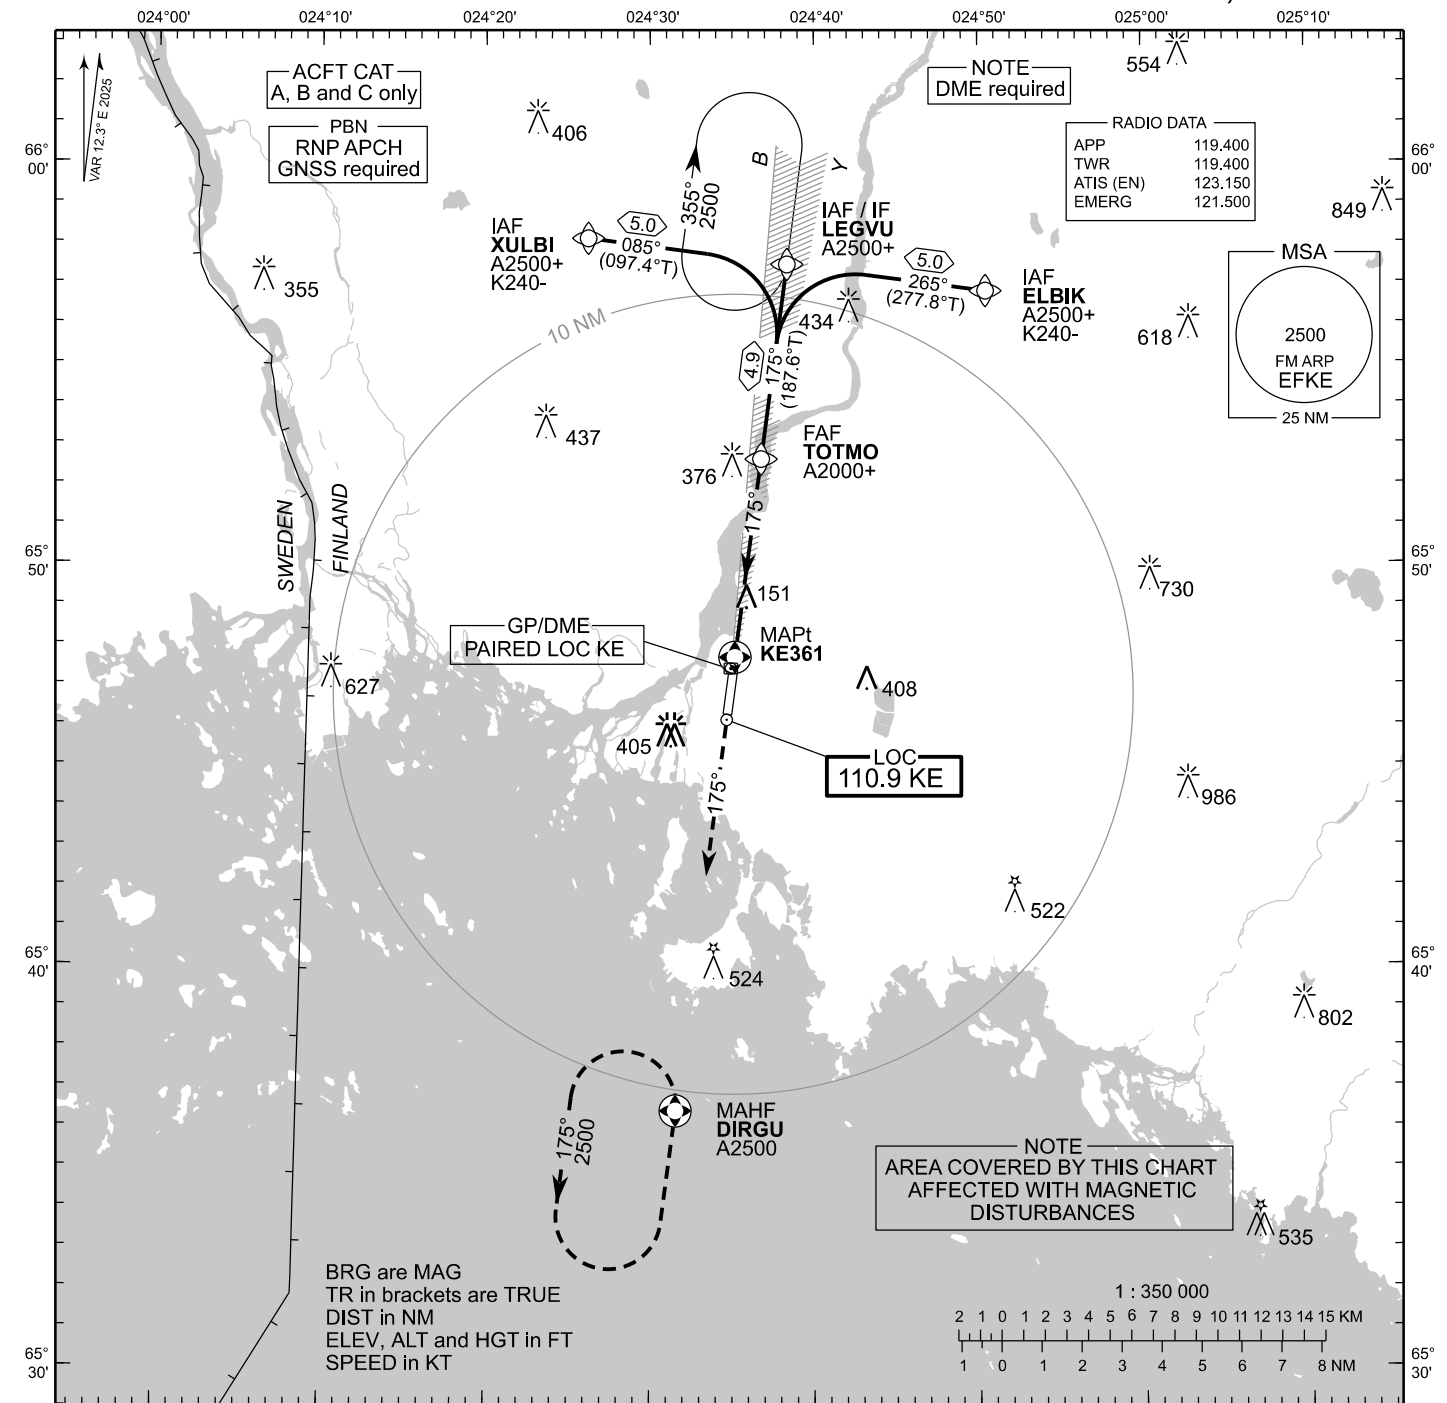 024°00' 024°10' 024°20' 024°30' 024°40' 024°50' 025°00' 025°10'
VAR 12.3° E 2025
ACFT CAT
A, B and C only
PBN
RNP APCH
GNSS required
NOTE
DME required
RADIO DATA
APP 119.400
TWR 119.400
ATIS (EN) 123.150
EMERG 121.500
MSA
2500
FM ARP
EFKE
25 NM
66°
00'
66°
00'
554
406
849
355
618
B
Y
355°
2500
IAF
XULBI
A2500+
K240-
5.0
085°
(097.4°T)
IAF / IF
LEGVU
A2500+
5.0
265°
(277.8°T)
IAF
ELBIK
A2500+
K240-
434
10 NM
4.9
175°
(187.6°T)
437
376
FAF
TOTMO
A2000+
175°
SWEDEN
FINLAND
65°
50'
65°
50'
730
151
GP/DME
PAIRED LOC KE
MAPt
KE361
627
408
405
LOC
110.9 KE
986
175°
522
524
65°
40'
65°
40'
802
175°
2500
MAHF
DIRGU
A2500
NOTE
AREA COVERED BY THIS CHART
AFFECTED WITH MAGNETIC
DISTURBANCES
535
BRG are MAG
TR in brackets are TRUE
DIST in NM
ELEV, ALT and HGT in FT
SPEED in KT
1 : 350 000
2 1 0 1 2 3 4 5 6 7 8 9 10 11 12 13 14 15 KM
1 0 1 2 3 4 5 6 7 8 NM
65°
30'
65°
30'